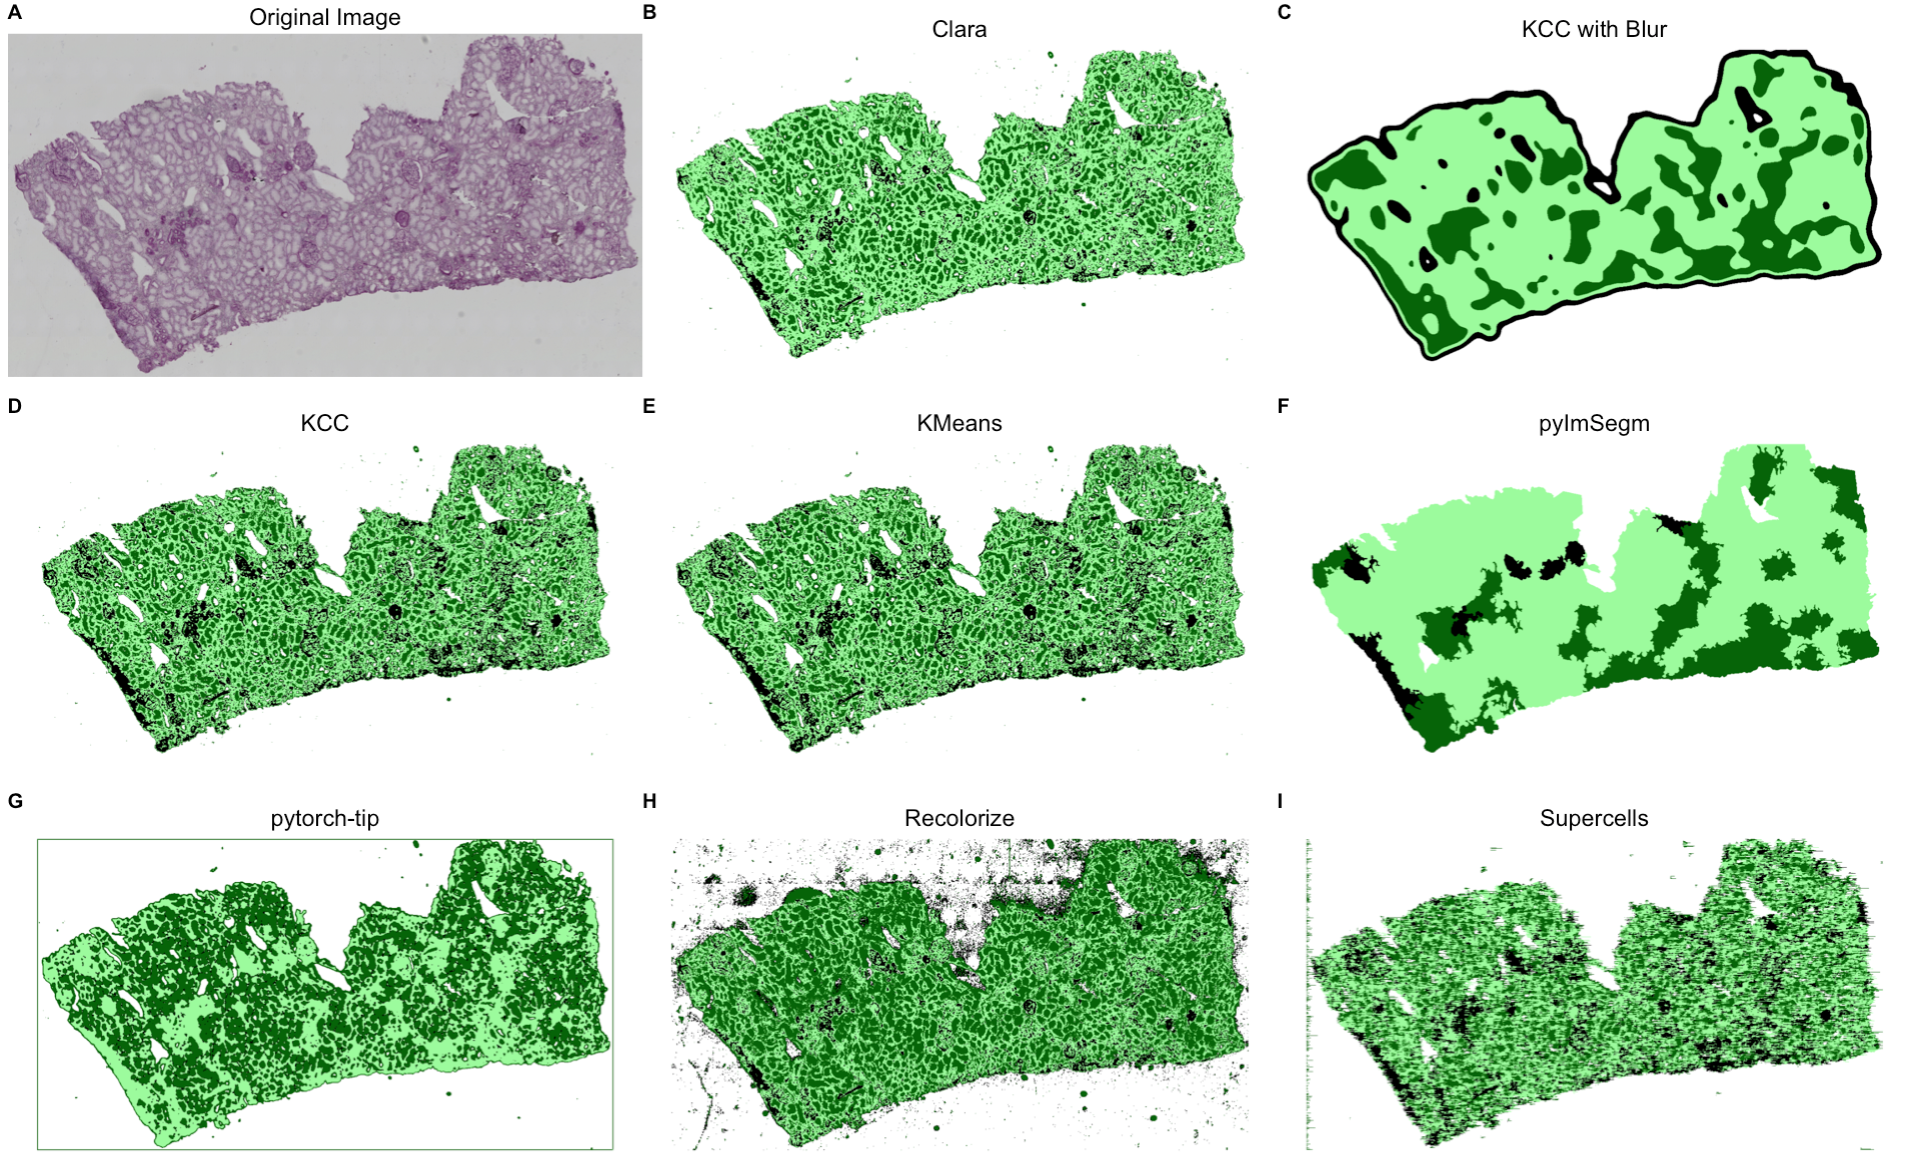 A Original Image
B Clara
C KCC with Blur
D KCC
E KMeans
F pyImSegm
G pytorch-tip
H Recolorize
I Supercells